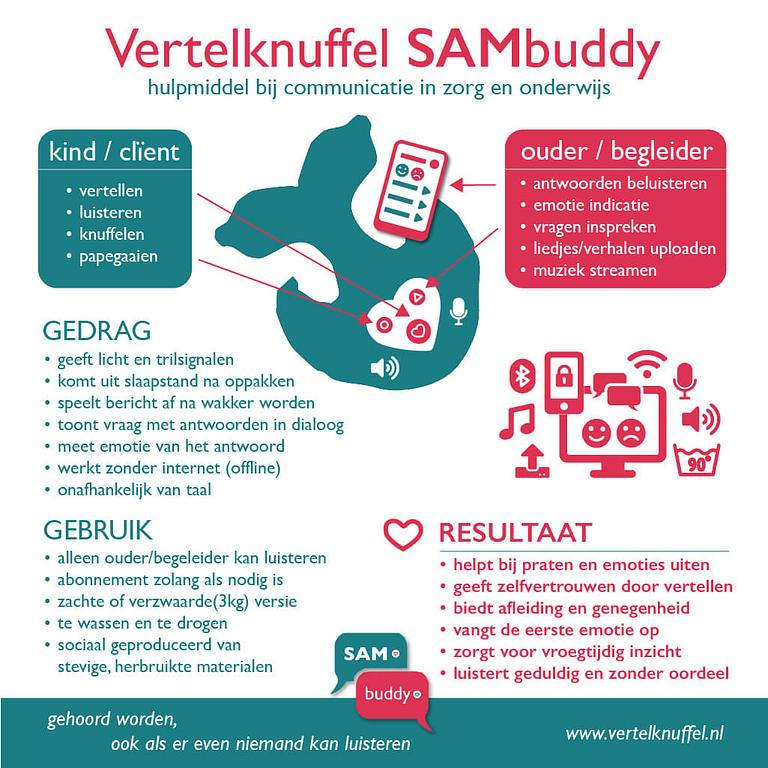 Vertelknuffel SAMbuddy
hulpmiddel bij communicatie in zorg en onderwijs
kind / clïent
• vertellen
• luisteren
• knuffelen
• papegaaien
ouder / begleider
• antwoorden beluisteren
• emotie indicatie
• vragen inspreken
• liedjes/verhalen uploaden
• muziek streamen
GEDRAG
• geeft licht en trilsignalen
• komt uit slaapstand na oppakken
• speelt bericht af na wakker worden
• toont vraag met antwoorden in dialoog
• meet emotie van het antwoord
• werkt zonder internet (offline)
• onafhankelijk van taal
90°
GEBRUIK
• alleen ouder/begeleider kan luisteren
• abonnement zolang als nodig is
• zachte of verzwaarde(3kg) versie
• te wassen en te drogen
• sociaal geproduceerd van
stevige, herbruikte materialen
RESULTAAT
• helpt bij praten en emoties uiten
• geeft zelfvertrouwen door vertellen
• biedt afleiding en genegenheid
• vangt de eerste emotie op
• zorgt voor vroegtijdig inzicht
• luistert geduldig en zonder oordeel
SAM
buddy
gehoord worden,
ook als er even niemand kan luisteren
www.vertelknuffel.nl